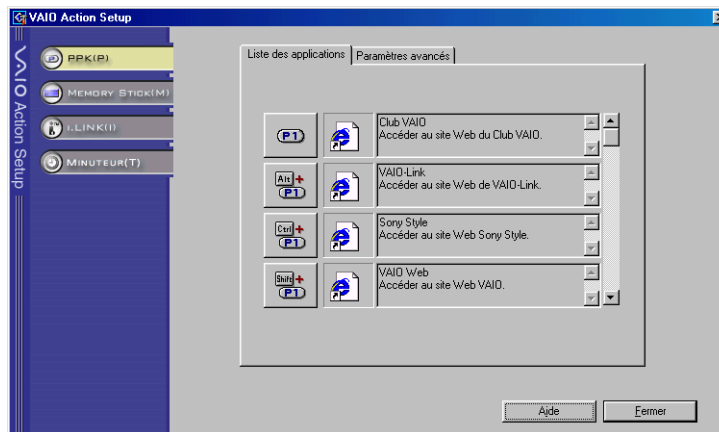 VAIO Action Setup
VAIO Action Setup
PPK(P)
MEMORY STICK(M)
I.LINK(I)
MINUTEUR(T)
Liste des applications
Paramètres avancés
P1
Club VAIO
Accéder au site Web du Club VAIO.
Alt + P1
VAIO-Link
Accéder au site Web de VAIO-Link.
Ctrl + P1
Sony Style
Accéder au site Web Sony Style.
Shift + P1
VAIO Web
Accéder au site Web VAIO.
Aide
Fermer